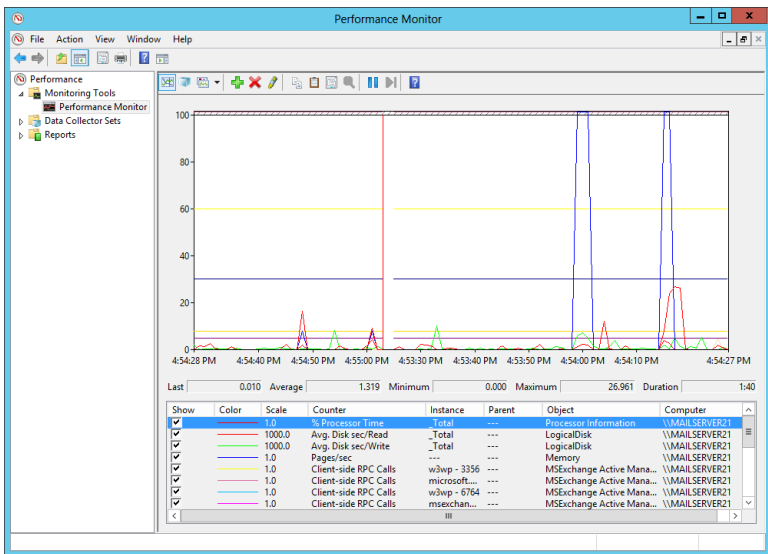 Performance Monitor
File Action View Window Help
Performance
Monitoring Tools
Performance Monitor
Data Collector Sets
Reports
100
80
60
40
20
0
4:54:28 PM 4:54:40 PM 4:54:50 PM 4:55:00 PM 4:53:30 PM 4:53:40 PM 4:53:50 PM 4:54:00 PM 4:54:10 PM 4:54:27 PM
Last 0.010 Average 1.319 Minimum 0.000 Maximum 26.961 Duration 1:40
Show Color Scale Counter Instance Parent Object Computer
1.0 % Processor Time _Total --- Processor Information \\MAILSERVER21
1000.0 Avg. Disk sec/Read _Total --- LogicalDisk \\MAILSERVER21
1000.0 Avg. Disk sec/Write _Total --- LogicalDisk \\MAILSERVER21
1.0 Pages/sec --- --- Memory \\MAILSERVER21
1.0 Client-side RPC Calls w3wp - 3356 --- MSExchange Active Mana... \\MAILSERVER21
1.0 Client-side RPC Calls microsoft.... --- MSExchange Active Mana... \\MAILSERVER21
1.0 Client-side RPC Calls w3wp - 6764 --- MSExchange Active Mana... \\MAILSERVER21
1.0 Client-side RPC Calls msexchan... --- MSExchange Active Mana... \\MAILSERVER21